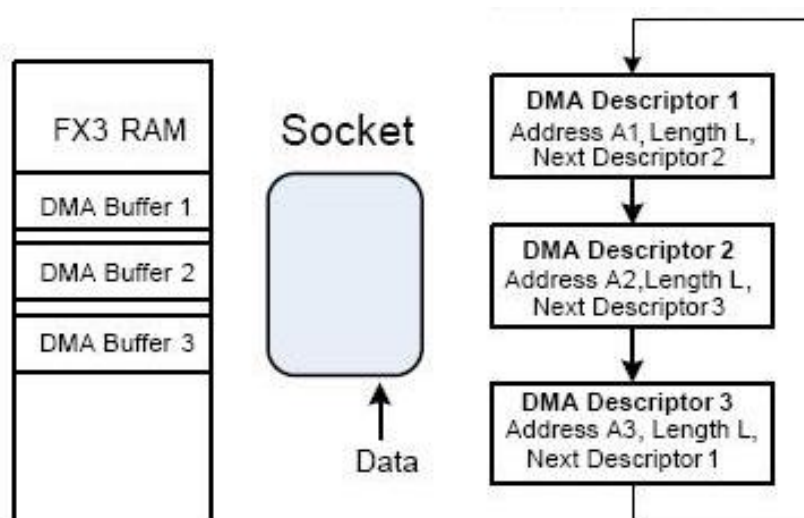 FX3 RAM
DMA Buffer 1
DMA Buffer 2
DMA Buffer 3
Socket
Data
DMA Descriptor 1
Address A1, Length L,
Next Descriptor 2
DMA Descriptor 2
Address A2,Length L,
Next Descriptor 3
DMA Descriptor 3
Address A3, Length L,
Next Descriptor 1